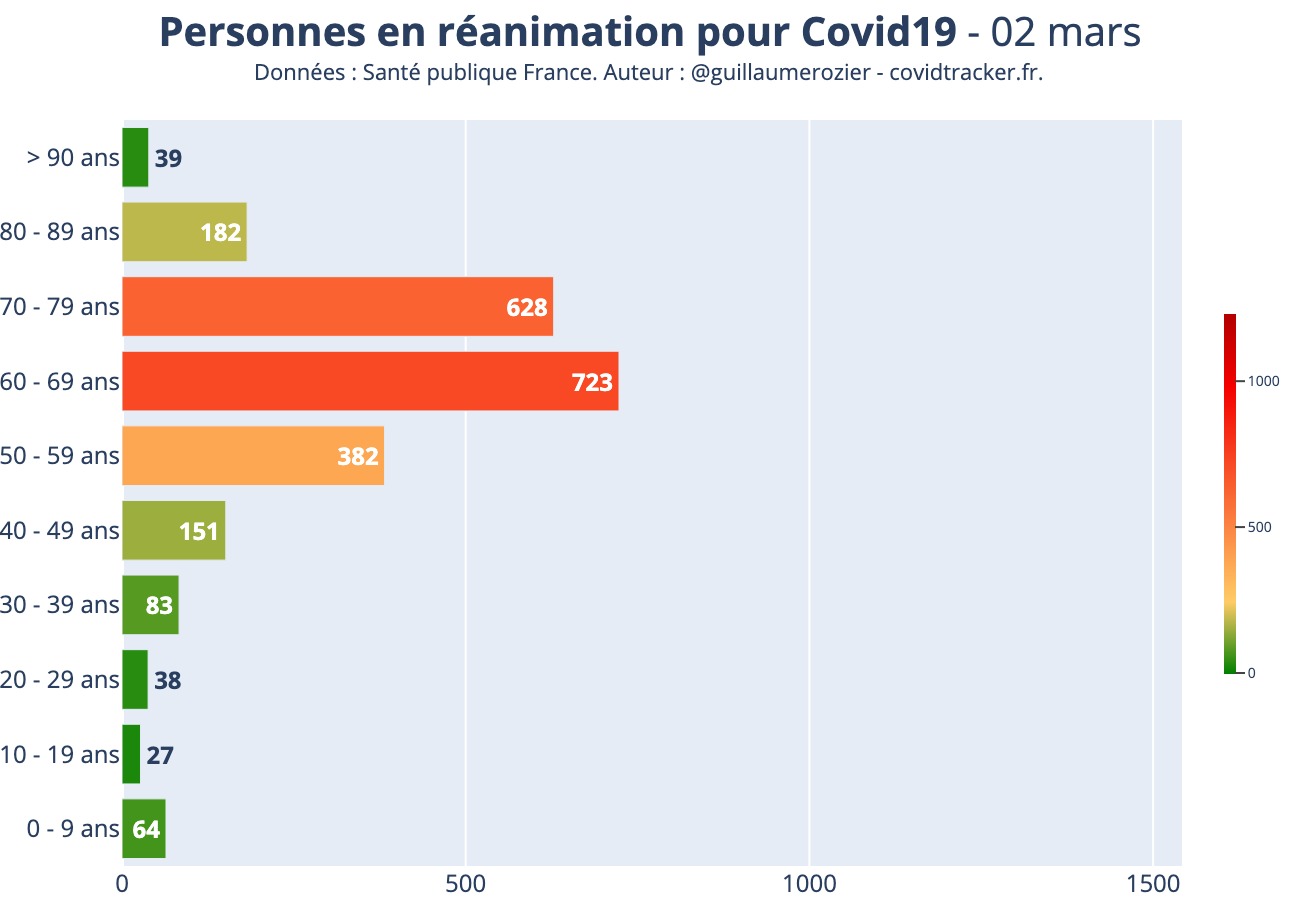 Personnes en réanimation pour Covid19 - 02 mars
Données : Santé publique France. Auteur : @guillaumerozier - covidtracker.fr.
> 90 ans 39
80 - 89 ans 182
70 - 79 ans 628
60 - 69 ans 723
50 - 59 ans 382
40 - 49 ans 151
30 - 39 ans 83
20 - 29 ans 38
10 - 19 ans 27
0 - 9 ans 64
0 500 1000 1500
1000
500
0